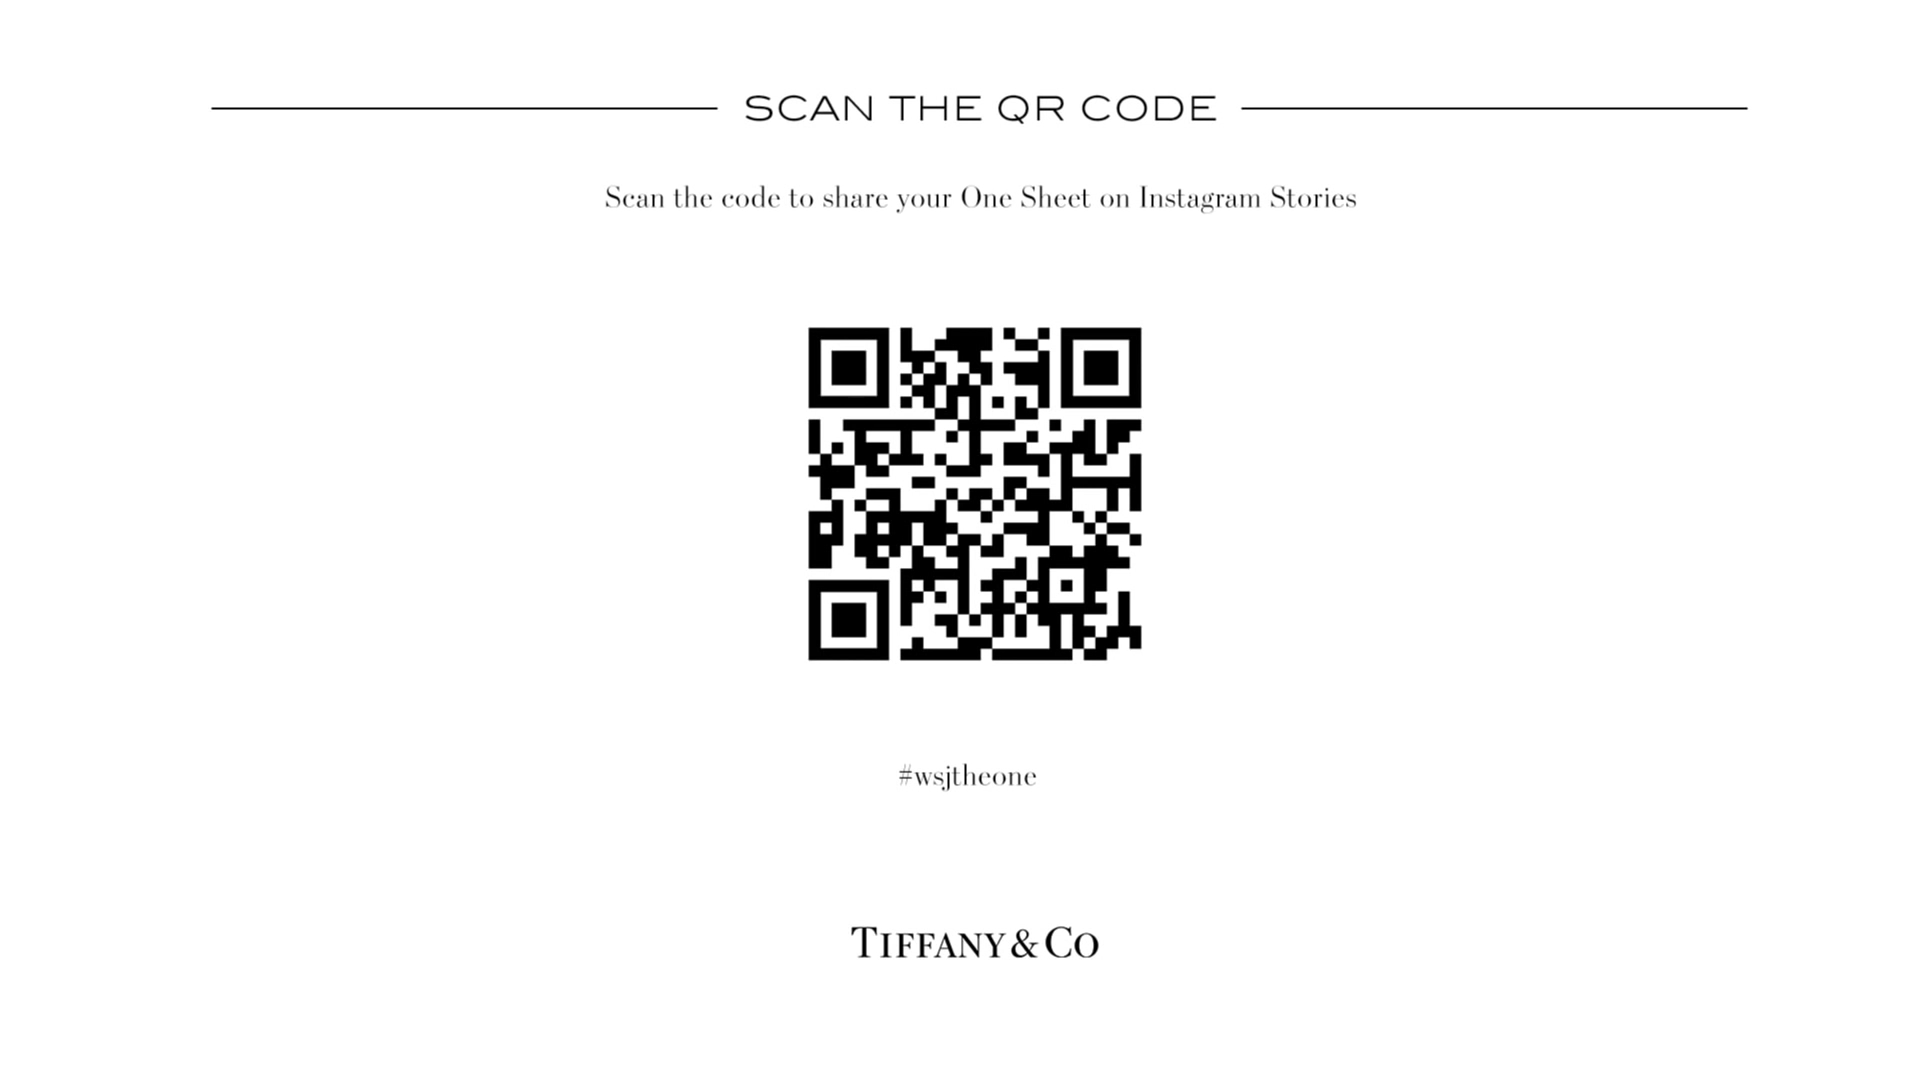 SCAN THE QR CODE
Scan the code to share your One Sheet on Instagram Stories
#wsjtheone
TIFFANY & CO